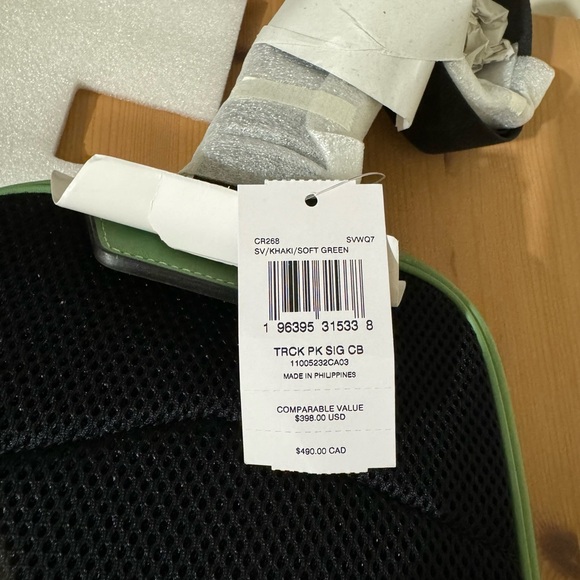 CR268 SVWQ7
SV/KHAKI/SOFT GREEN
1 96395 31533 8
TRCK PK SIG CB
11005232CA03
MADE IN PHILIPPINES
COMPARABLE VALUE
$398.00 USD
$490.00 CAD